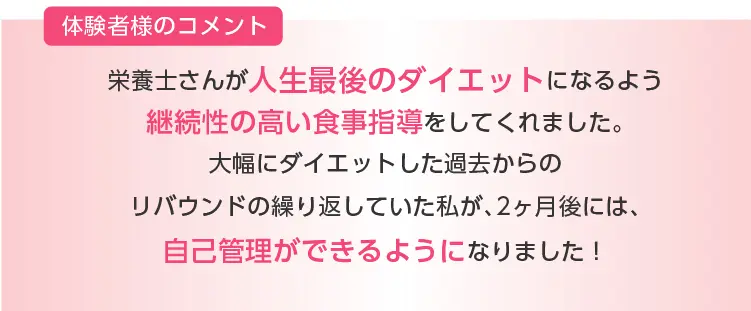 体験者様のコメント
栄養士さんが人生最後のダイエットになるよう
継続性の高い食事指導をしてくれました。
大幅にダイエットした過去からの
リバウンドの繰り返していた私が、2ヶ月後には、
自己管理ができるようになりました！